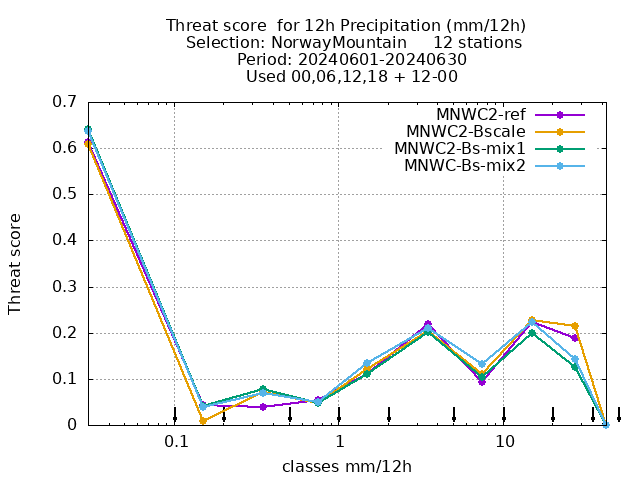 Threat score  for 12h Precipitation (mm/12h)
Selection: NorwayMountain     12 stations
Period: 20240601-20240630
Used 00,06,12,18 + 12-00
MNWC2-ref
MNWC2-Bscale
MNWC2-Bs-mix1
MNWC-Bs-mix2
Threat score
0.7
0.6
0.5
0.4
0.3
0.2
0.1
0
0.1
1
10
classes mm/12h